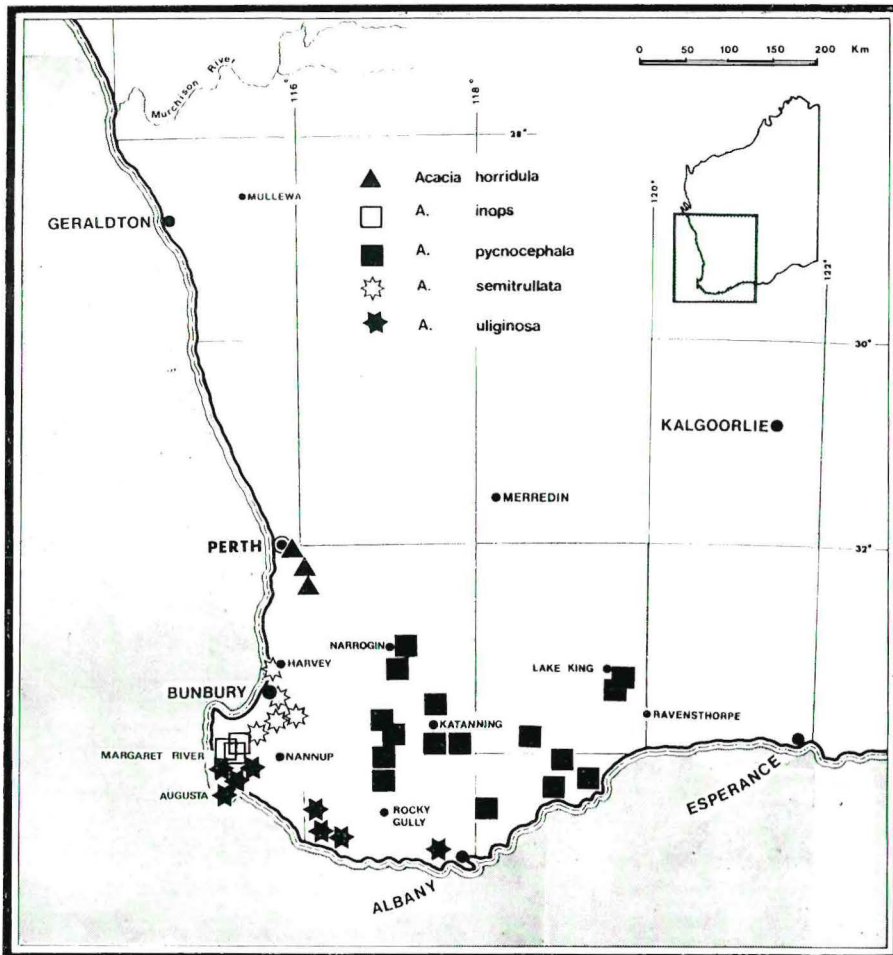 0 50 100 150 200 Km
Murchison River
116°
118°
28°
120°
122°
MULLEWA
GERALDTON
Acacia horridula
A. inops
A. pycnocephala
A. semitrullata
A. uliginosa
30°
KALGOORLIE
MERREDIN
PERTH
32°
NARROGIN
HARVEY
LAKE KING
BUNBURY
KATANNING
RAVENSTHORPE
MARGARET RIVER
NANNUP
AUGUSTA
ROCKY
GULLY
ESPERANCE
ALBANY